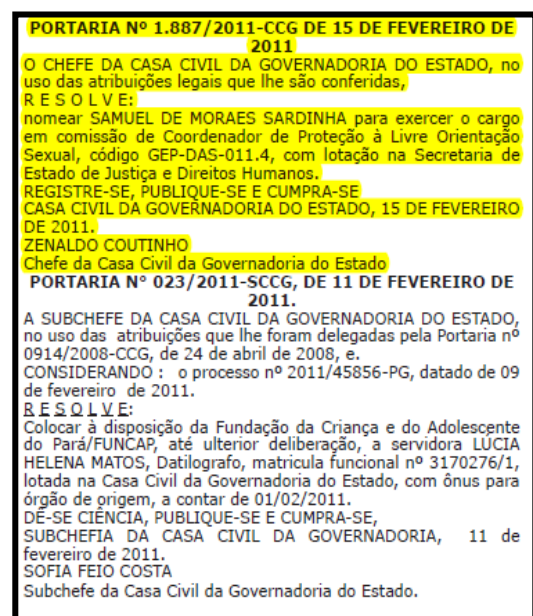 PORTARIA Nº 1.887/2011-CCG DE 15 DE FEVEREIRO DE
2011
O CHEFE DA CASA CIVIL DA GOVERNADORIA DO ESTADO, no
uso das atribuições legais que lhe são conferidas,
R E S O L V E:
nomear SAMUEL DE MORAES SARDINHA para exercer o cargo
em comissão de Coordenador de Proteção à Livre Orientação
Sexual, código GEP-DAS-011.4, com lotação na Secretaria de
Estado de Justiça e Direitos Humanos.
REGISTRE-SE, PUBLIQUE-SE E CUMPRA-SE
CASA CIVIL DA GOVERNADORIA DO ESTADO, 15 DE FEVEREIRO
DE 2011.
ZENALDO COUTINHO
Chefe da Casa Civil da Governadoria do Estado
PORTARIA N° 023/2011-SCCG, DE 11 DE FEVEREIRO DE
2011.
A SUBCHEFE DA CASA CIVIL DA GOVERNADORIA DO ESTADO,
no uso das atribuições que lhe foram delegadas pela Portaria nº
0914/2008-CCG, de 24 de abril de 2008, e.
CONSIDERANDO : o processo nº 2011/45856-PG, datado de 09
de fevereiro de 2011.
R E S O L V E:
Colocar à disposição da Fundação da Criança e do Adolescente
do Pará/FUNCAP, até ulterior deliberação, a servidora LÚCIA
HELENA MATOS, Datilografo, matricula funcional nº 3170276/1,
lotada na Casa Civil da Governadoria do Estado, com ônus para
órgão de origem, a contar de 01/02/2011.
DÊ-SE CIÊNCIA, PUBLIQUE-SE E CUMPRA-SE,
SUBCHEFIA DA CASA CIVIL DA GOVERNADORIA, 11 de
fevereiro de 2011.
SOFIA FEIO COSTA
Subchefe da Casa Civil da Governadoria do Estado.